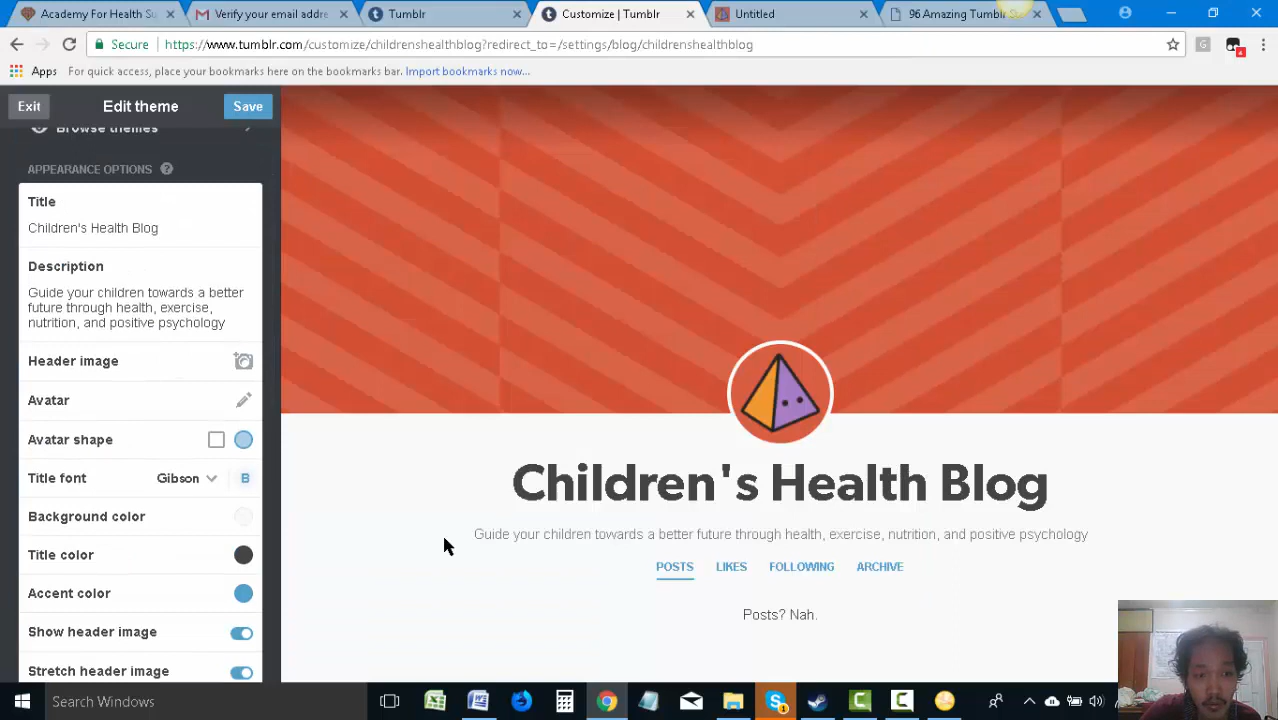 Academy For Health Su
Verify your email addre
Tumblr
Customize | Tumblr
Untitled
96 Amazing Tumblr S
Secure
https://www.tumblr.com/customize/childrenshealthblog?redirect_to=/settings/blog/childrenshealthblog
Apps
For quick access, place your bookmarks here on the bookmarks bar. Import bookmarks now...
Exit
Edit theme
Save
Browse themes
APPEARANCE OPTIONS ?
Title
Children's Health Blog
Description
Guide your children towards a better
future through health, exercise,
nutrition, and positive psychology
Header image
Avatar
Avatar shape
Title font
Gibson
B
Background color
Title color
Accent color
Show header image
Stretch header image
Children's Health Blog
Guide your children towards a better future through health, exercise, nutrition, and positive psychology
POSTS LIKES FOLLOWING ARCHIVE
Posts? Nah.
Search Windows